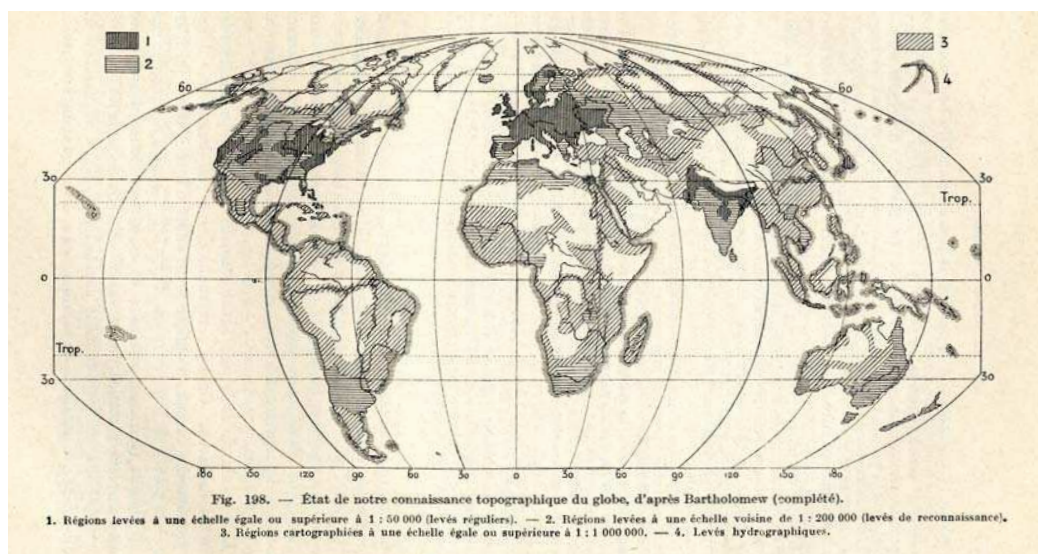 1
2
3
4
60
60
30
30
Trop.
0
0
Trop.
30
30
180 150 120 90 60 30 0 30 60 90 120 150 180
Fig. 198. — État de notre connaissance topographique du globe, d'après Bartholomew (complété).
1. Régions levées à une échelle égale ou supérieure à 1 : 50 000 (levés réguliers). — 2. Régions levées à une échelle voisine de 1 : 200 000 (levés de reconnaissance).
3. Régions cartographiées à une échelle égale ou supérieure à 1 : 1 000 000. — 4. Levés hydrographiques.